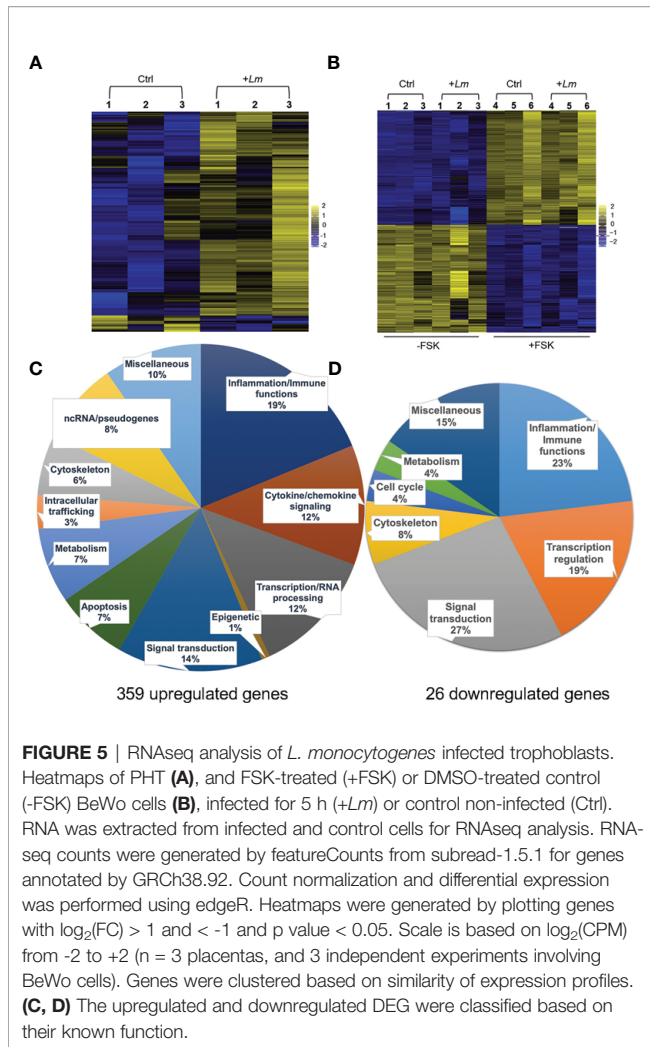 A
Ctrl
+Lm
1 2 3 1 2 3
2
1
0
-1
-2
B
Ctrl
+Lm
Ctrl
+Lm
1 2 3 1 2 3 4 5 6 4 5 6
2
1
0
-1
-2
-FSK
+FSK
C
Miscellaneous
10%
Inflammation/Immune
functions
19%
ncRNA/pseudogenes
8%
Cytoskeleton
6%
Cytokine/chemokine
signaling
12%
Intracellular
trafficking
3%
Metabolism
7%
Transcription/RNA
processing
12%
Apoptosis
7%
Epigenetic
1%
Signal transduction
14%
359 upregulated genes
D
Miscellaneous
15%
Inflammation/
Immune
functions
23%
Metabolism
4%
Cell cycle
4%
Cytoskeleton
8%
Transcription
regulation
19%
Signal
transduction
27%
26 downregulated genes
FIGURE 5 | RNAseq analysis of L. monocytogenes infected trophoblasts.
Heatmaps of PHT (A), and FSK-treated (+FSK) or DMSO-treated control
(-FSK) BeWo cells (B), infected for 5 h (+Lm) or control non-infected (Ctrl).
RNA was extracted from infected and control cells for RNAseq analysis. RNA-
seq counts were generated by featureCounts from subread-1.5.1 for genes
annotated by GRCh38.92. Count normalization and differential expression
was performed using edgeR. Heatmaps were generated by plotting genes
with log₂(FC) > 1 and < -1 and p value < 0.05. Scale is based on log₂(CPM)
from -2 to +2 (n = 3 placentas, and 3 independent experiments involving
BeWo cells). Genes were clustered based on similarity of expression profiles.
(C, D) The upregulated and downregulated DEG were classified based on
their known function.